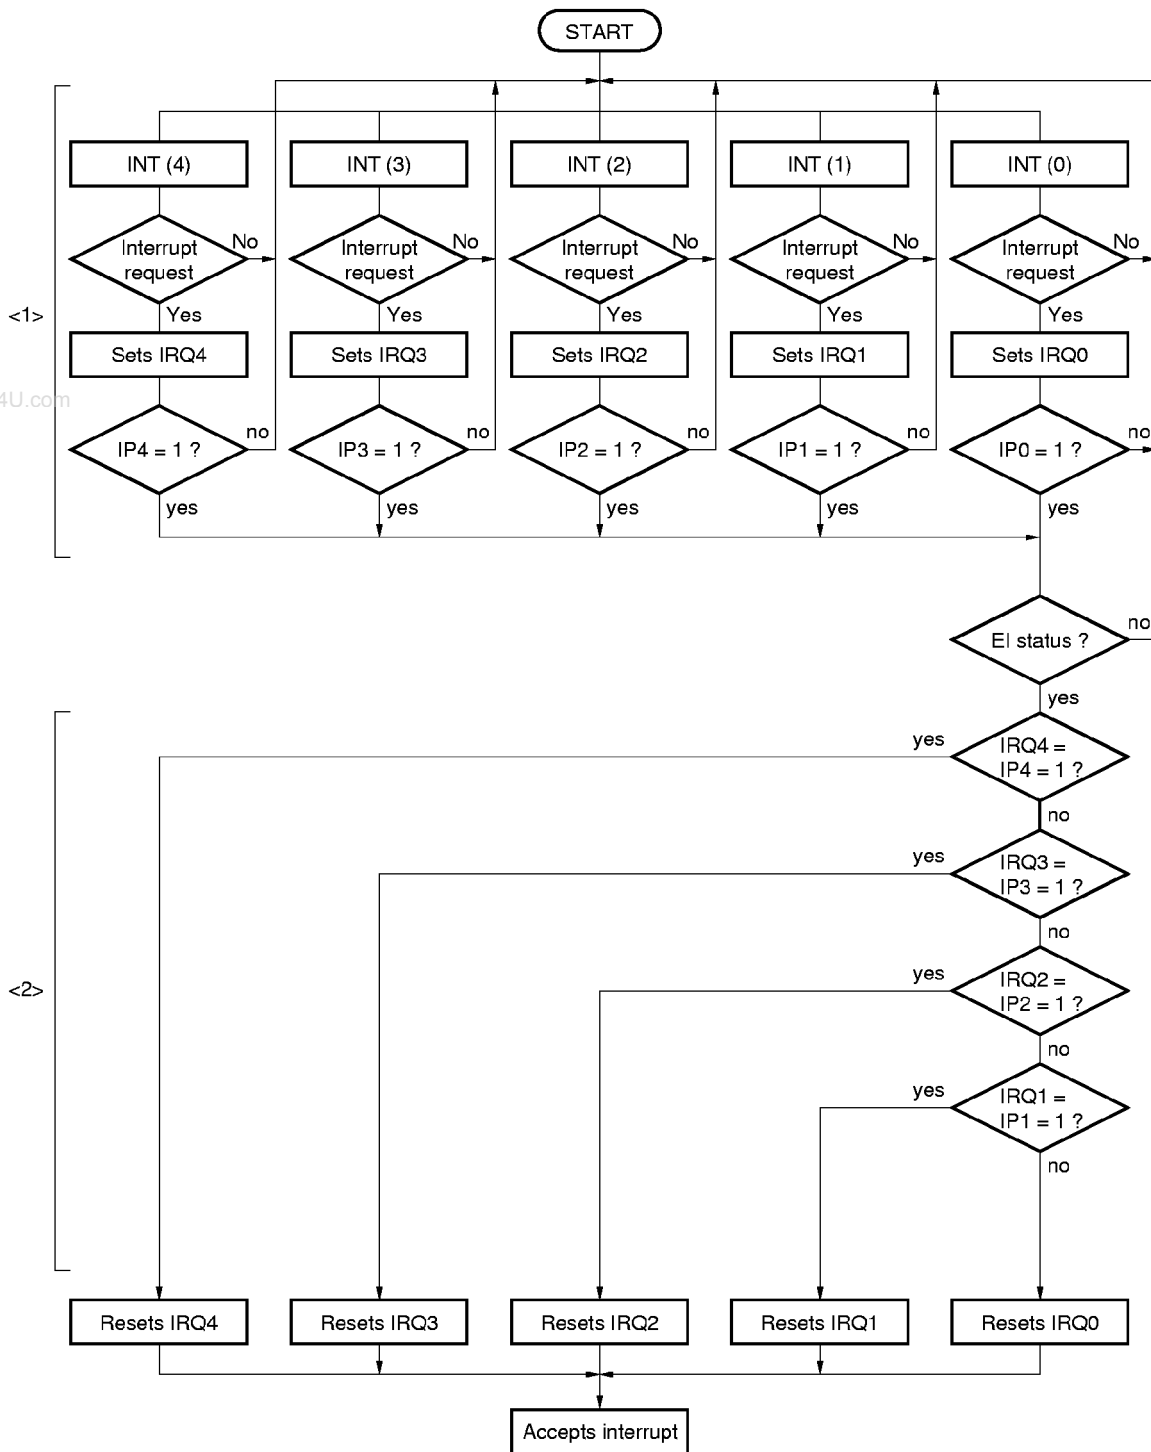 START
INT (4) INT (3) INT (2) INT (1) INT (0)
Interrupt request No Interrupt request No Interrupt request No Interrupt request No Interrupt request No
Yes Yes Yes Yes Yes
<1>
Sets IRQ4 Sets IRQ3 Sets IRQ2 Sets IRQ1 Sets IRQ0
4U.com
IP4 = 1 ? no IP3 = 1 ? no IP2 = 1 ? no IP1 = 1 ? no IP0 = 1 ? no
yes yes yes yes yes
EI status ? no
yes
yes IRQ4 =
IP4 = 1 ?
no
yes IRQ3 =
IP3 = 1 ?
no
<2>
yes IRQ2 =
IP2 = 1 ?
no
yes IRQ1 =
IP1 = 1 ?
no
Resets IRQ4 Resets IRQ3 Resets IRQ2 Resets IRQ1 Resets IRQ0
Accepts interrupt